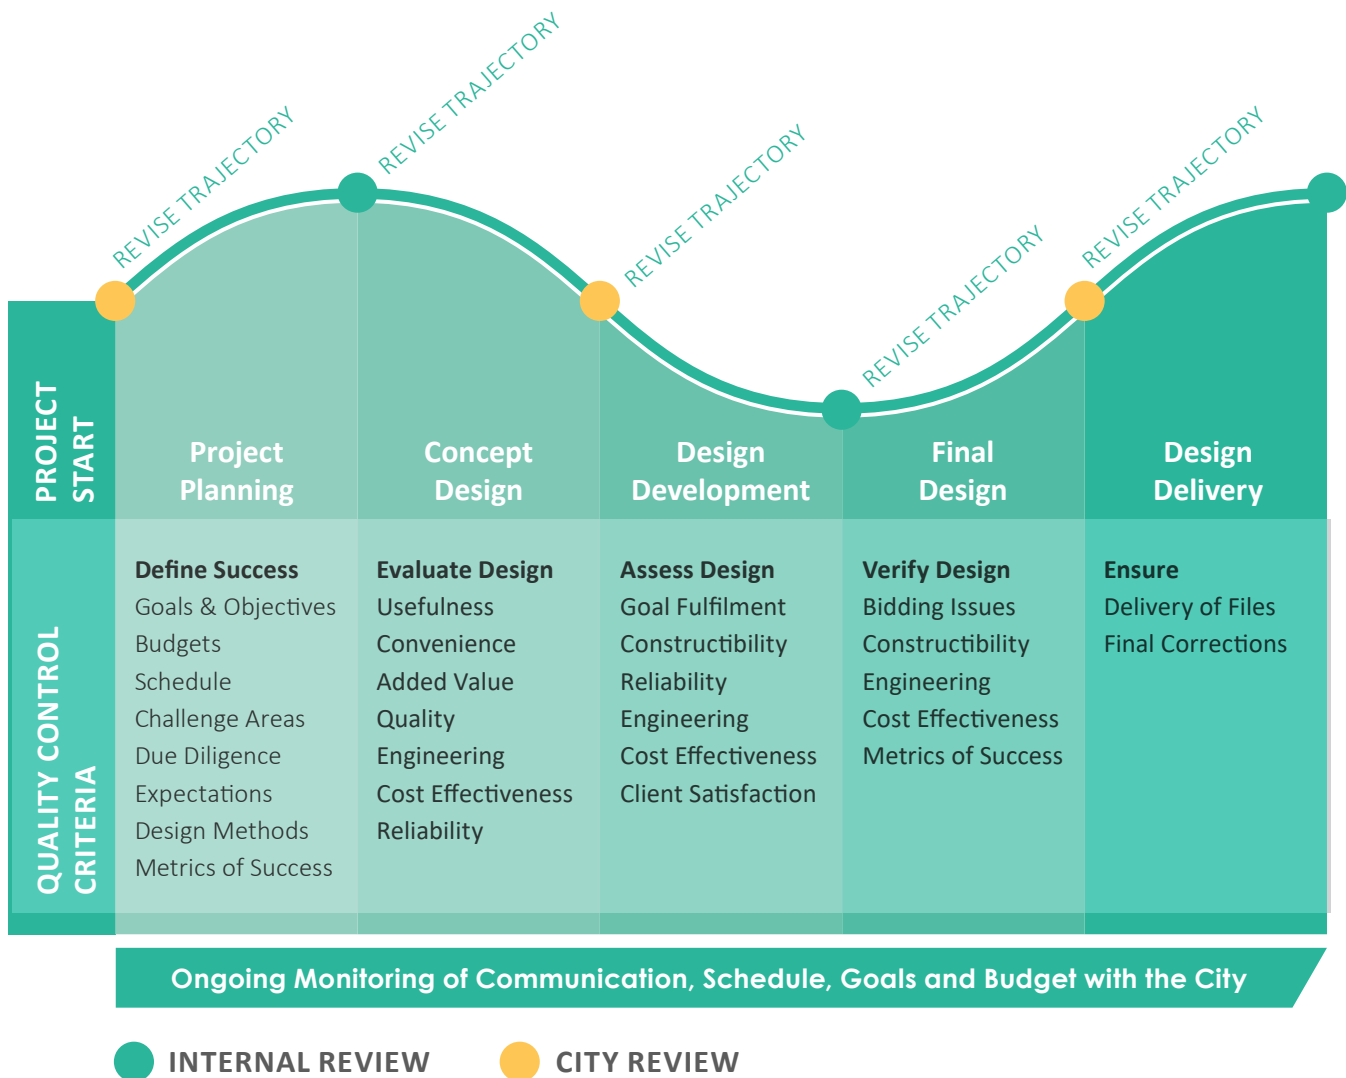 REVISE TRAJECTORY
REVISE TRAJECTORY
REVISE TRAJECTORY
REVISE TRAJECTORY
REVISE TRAJECTORY
PROJECT
START
Project
Planning
Concept
Design
Design
Development
Final
Design
Design
Delivery
QUALITY CONTROL
CRITERIA
Define Success
Goals & Objectives
Budgets
Schedule
Challenge Areas
Due Diligence
Expectations
Design Methods
Metrics of Success
Evaluate Design
Usefulness
Convenience
Added Value
Quality
Engineering
Cost Effectiveness
Reliability
Assess Design
Goal Fulfilment
Constructibility
Reliability
Engineering
Cost Effectiveness
Client Satisfaction
Verify Design
Bidding Issues
Constructibility
Engineering
Cost Effectiveness
Metrics of Success
Ensure
Delivery of Files
Final Corrections
Ongoing Monitoring of Communication, Schedule, Goals and Budget with the City
INTERNAL REVIEW
CITY REVIEW